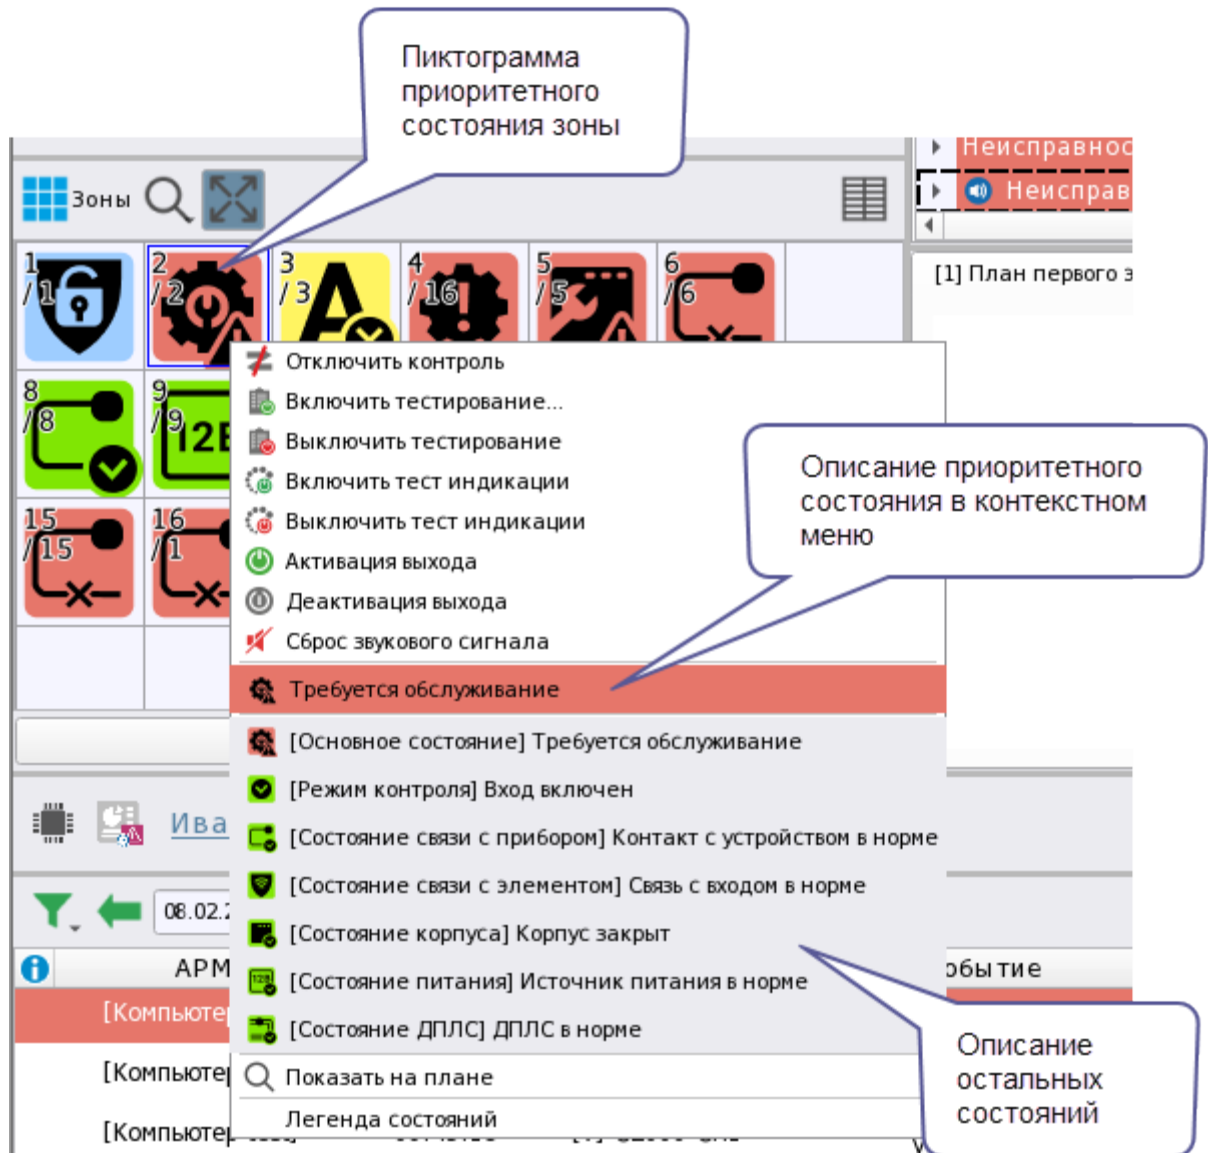 Пиктограмма
приоритетного
состояния зоны
Неисправнос
Неисправ
Зоны
[1] План первого э
1
/ 1
2
/ 2
3
/ 3
4
/ 16
5
/ 5
6
/6
8
/8
9
/9
12В
15
/ 15
16
/ 1
Отключить контроль
Включить тестирование...
Выключить тестирование
Включить тест индикации
Выключить тест индикации
Активация выхода
Деактивация выхода
Сброс звукового сигнала
Описание приоритетного
состояния в контекстном
меню
Требуется обслуживание
[Основное состояние] Требуется обслуживание
[Режим контроля] Вход включен
[Состояние связи с прибором] Контакт с устройством в норме
[Состояние связи с элементом] Связь с входом в норме
[Состояние корпуса] Корпус закрыт
[Состояние питания] Источник питания в норме
[Состояние ДПЛС] ДПЛС в норме
Показать на плане
Легенда состояний
Ива
08.02.2
АРМ
обытие
[Компьюте
[Компьютер
[Компьютер
Описание
остальных
состояний